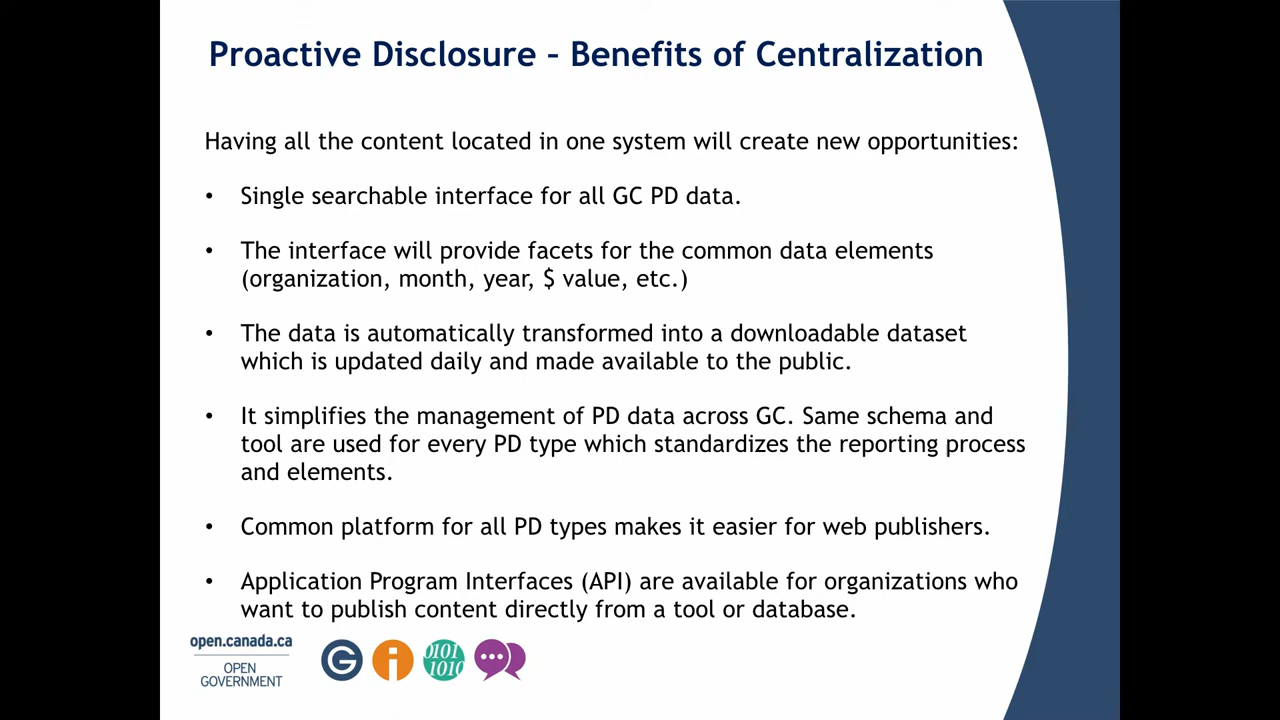 Proactive Disclosure – Benefits of Centralization
Having all the content located in one system will create new opportunities:
• Single searchable interface for all GC PD data.
• The interface will provide facets for the common data elements
(organization, month, year, $ value, etc.)
• The data is automatically transformed into a downloadable dataset
which is updated daily and made available to the public.
• It simplifies the management of PD data across GC. Same schema and
tool are used for every PD type which standardizes the reporting process
and elements.
• Common platform for all PD types makes it easier for web publishers.
• Application Program Interfaces (API) are available for organizations who
want to publish content directly from a tool or database.
open.canada.ca
OPEN
GOVERNMENT
G i 0101
1010